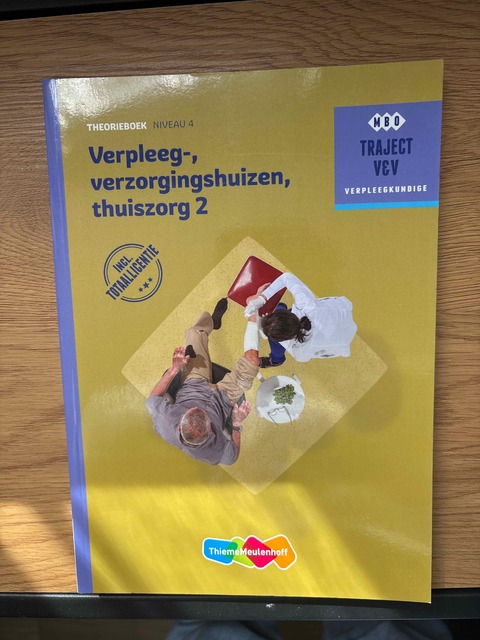 THEORIEBOEK NIVEAU 4
Verpleeg-,
verzorgingshuizen,
thuiszorg 2
MBO
TRAJECT
V&V
VERPLEEGKUNDIGE
INCL.
TOTAALLICENTIE
ThiemeMeulenhoff